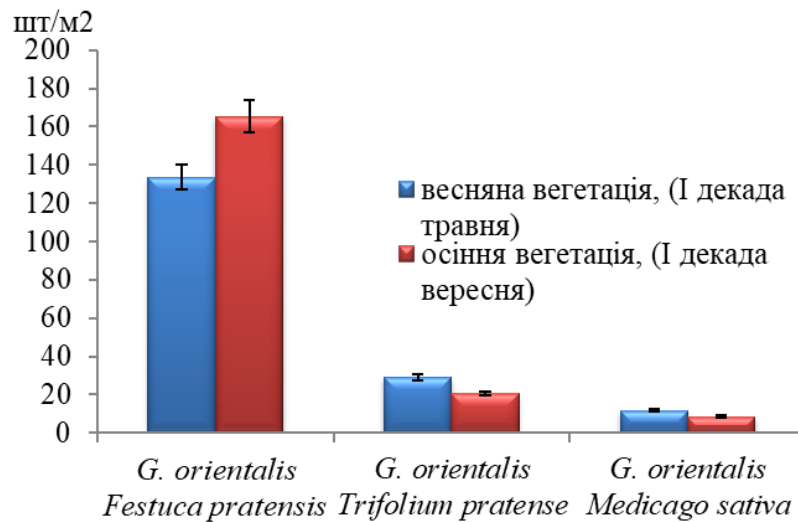 шт/м2
200
180
160
140
120
100
80
60
40
20
0
весняна вегетація, (І декада
травня)
осіння вегетація, (І декада
вересня)
G. orientalis
Festuca pratensis
G. orientalis
Trifolium pratense
G. orientalis
Medicago sativa